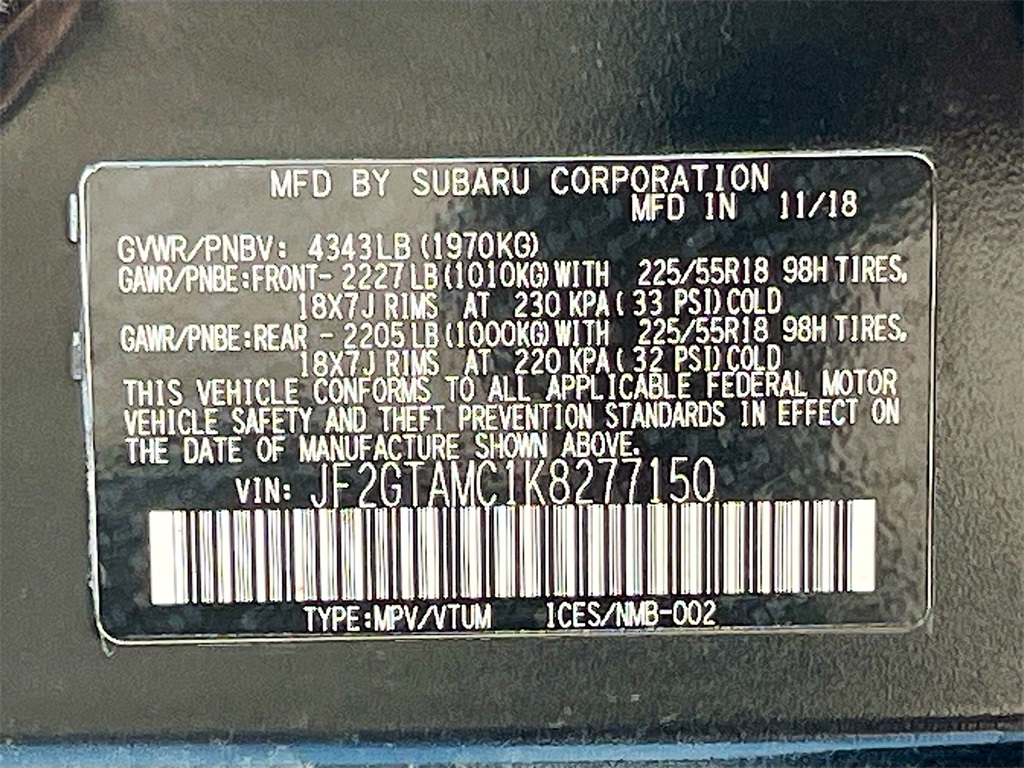 MFD BY SUBARU CORPORATION
MFD IN 11/18
GVWR/PNBV: 4343LB (1970KG)
GAWR/PNBE:FRONT- 2227LB (1010KG) WITH 225/55R18 98H TIRES,
18X7J RIMS AT 230 KPA( 33 PSI)COLD
GAWR/PNBE:REAR - 2205LB (1000KG) WITH 225/55R18 98H TIRES,
18X7J RIMS AT 220 KPA( 32 PSI)COLD
THIS VEHICLE CONFORMS TO ALL APPLICABLE FEDERAL MOTOR
VEHICLE SAFETY AND THEFT PREVENTION STANDARDS IN EFFECT ON
THE DATE OF MANUFACTURE SHOWN ABOVE.
VIN: JF2GTAMC1K8277150
TYPE:MPV/VTUM ICES/NMB-002